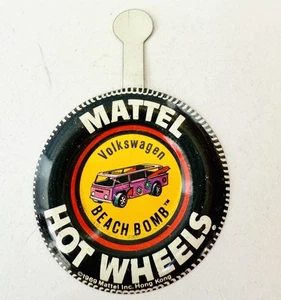 MATTEL
Volkswagen
BEACH BOMB™
HOT WHEELS
©1969 Mattel Inc. Hong Kong